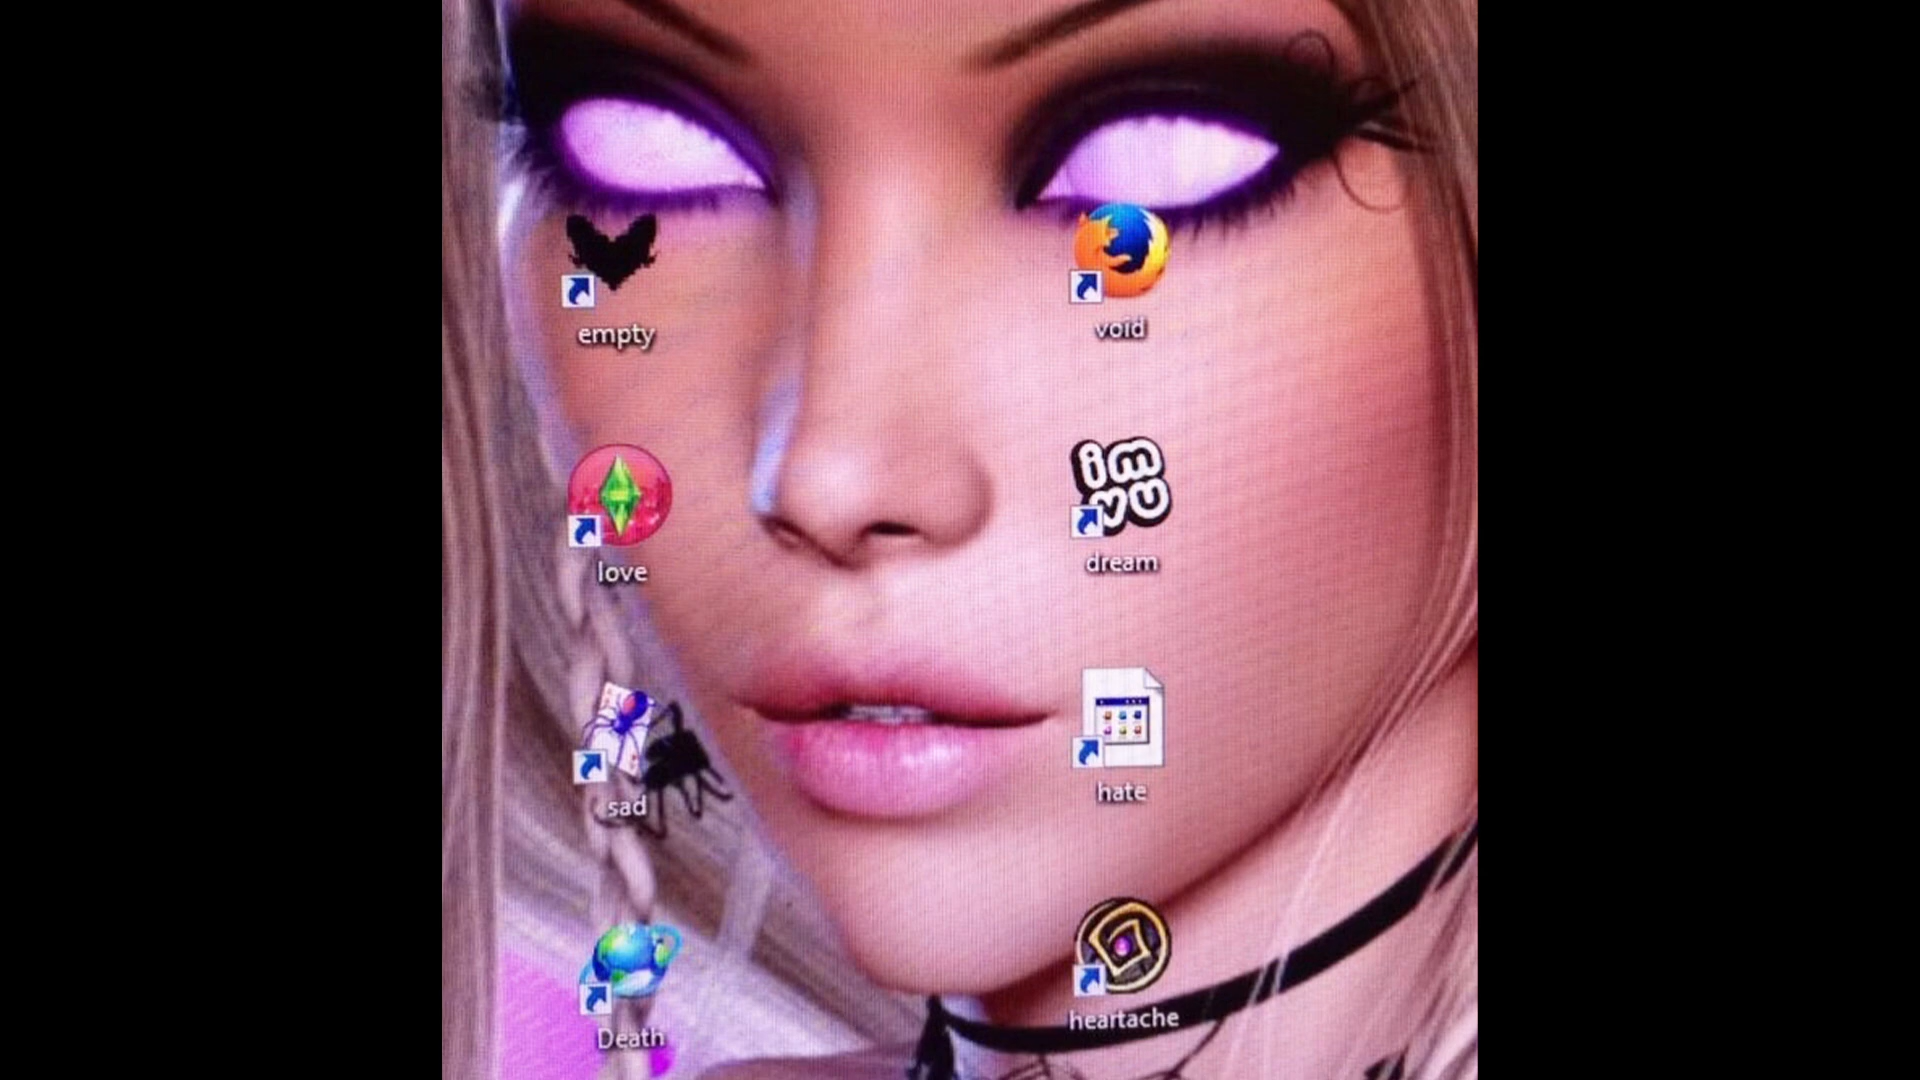 empty
void
love
imvu
dream
sad
hate
Death
heartache